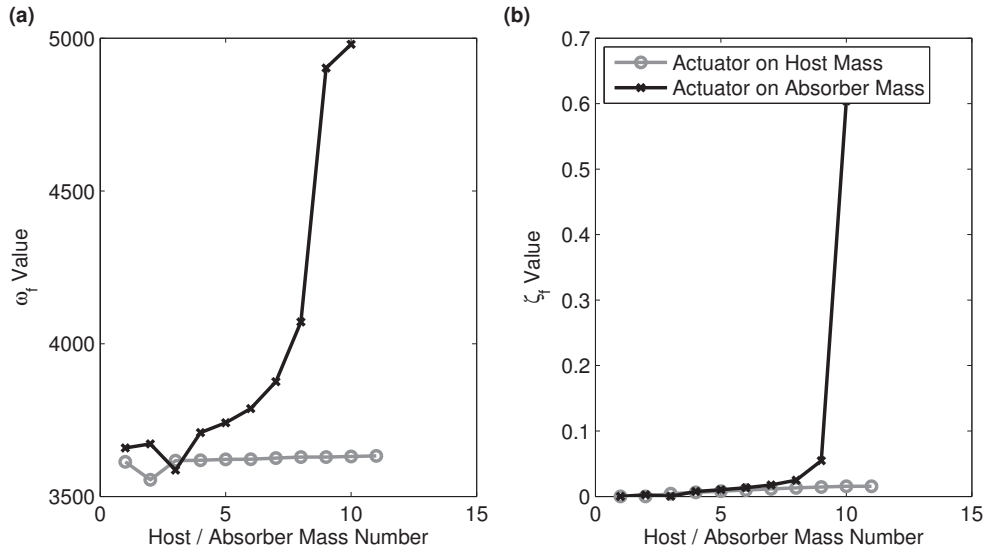 (a)
5000
4500
4000
3500
0
5
10
15
ω_f Value
Host / Absorber Mass Number
(b)
0.7
0.6
0.5
0.4
0.3
0.2
0.1
0
0
5
10
15
ζ_f Value
Host / Absorber Mass Number
Actuator on Host Mass
Actuator on Absorber Mass